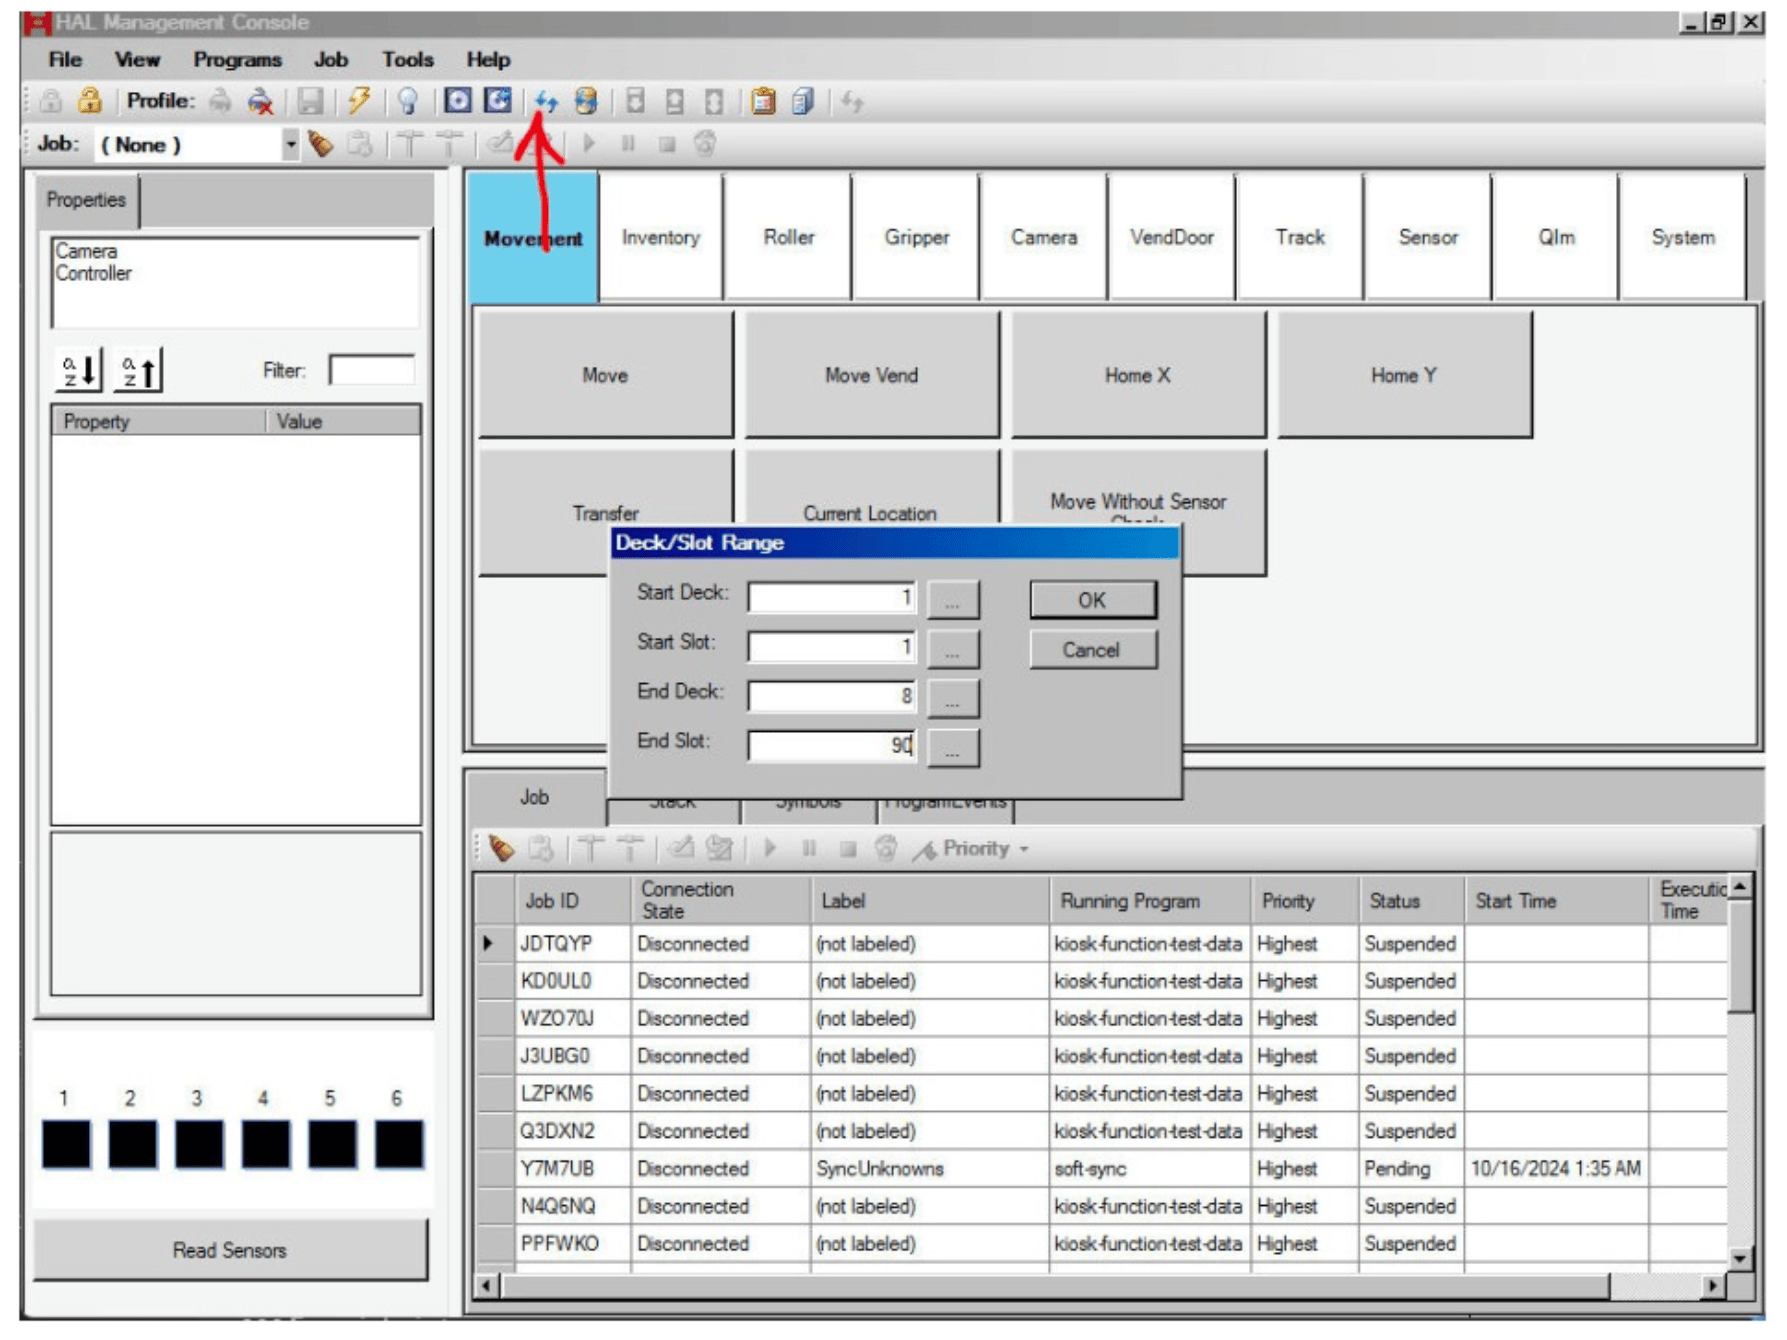 HAL Management Console
File View Programs Job Tools Help
Profile:
Job: ( None )
Properties
Camera
Controller
Filter:
Property Value
1 2 3 4 5 6
Read Sensors
Movement Inventory Roller Gripper Camera VendDoor Track Sensor Qlm System
Move Move Vend Home X Home Y
Transfer Current Location Move Without Sensor
Check
Deck/Slot Range
Start Deck: 1 ... OK
Start Slot: 1 ... Cancel
End Deck: 8 ...
End Slot: 90 ...
Job Stack Symbols ProgramEvents
Priority
Job ID Connection State Label Running Program Priority Status Start Time Time
JDTQYP Disconnected (not labeled) kiosk-function-test-data Highest Suspended
KD0UL0 Disconnected (not labeled) kiosk-function-test-data Highest Suspended
WZO70J Disconnected (not labeled) kiosk-function-test-data Highest Suspended
J3UBG0 Disconnected (not labeled) kiosk-function-test-data Highest Suspended
LZPKM6 Disconnected (not labeled) kiosk-function-test-data Highest Suspended
Q3DXN2 Disconnected (not labeled) kiosk-function-test-data Highest Suspended
Y7M7UB Disconnected SyncUnknowns soft-sync Highest Pending 10/16/2024 1:35 AM
N4Q6NQ Disconnected (not labeled) kiosk-function-test-data Highest Suspended
PPFWKO Disconnected (not labeled) kiosk-function-test-data Highest Suspended